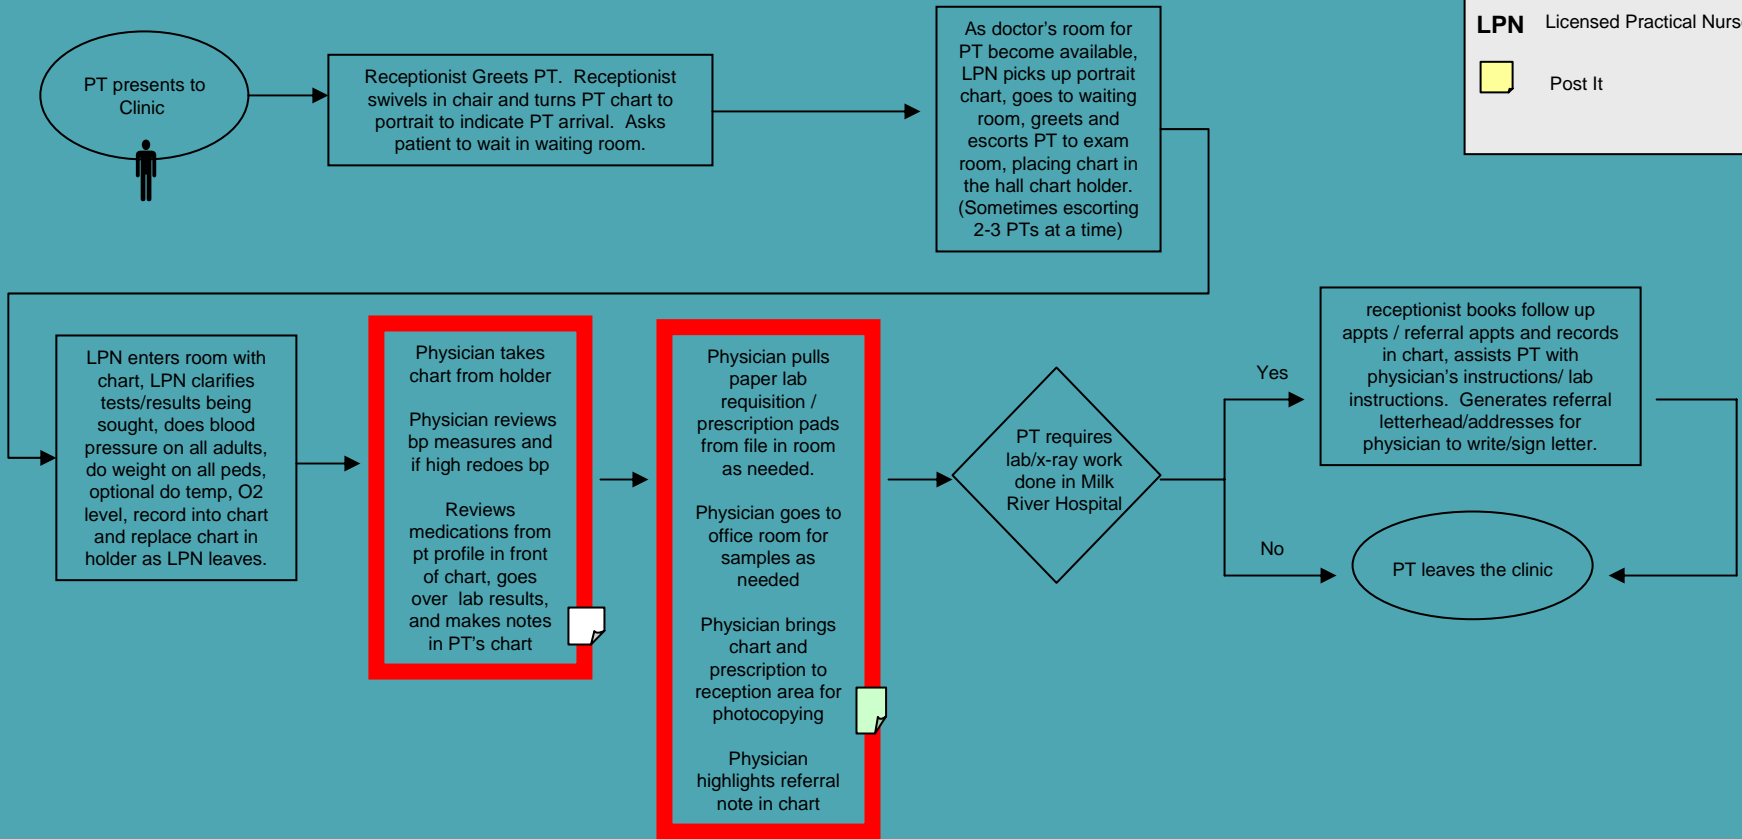 PT presents to
Clinic
Receptionist Greets PT.  Receptionist
swivels in chair and turns PT chart to
portrait to indicate PT arrival.  Asks
patient to wait in waiting room.
As doctor's room for
PT become available,
LPN picks up portrait
chart, goes to waiting
room, greets and
escorts PT to exam
room, placing chart in
the hall chart holder.
(Sometimes escorting
2-3 PTs at a time)
LPN Licensed Practical Nurse
Post It
LPN enters room with
chart, LPN clarifies
tests/results being
sought, does blood
pressure on all adults,
do weight on all peds,
optional do temp, O2
level, record into chart
and replace chart in
holder as LPN leaves.
Physician takes
chart from holder
Physician reviews
bp measures and
if high redoes bp
Reviews
medications from
pt profile in front
of chart, goes
over lab results,
and makes notes
in PT's chart
Physician pulls
paper lab
requisition /
prescription pads
from file in room
as needed.
Physician goes to
office room for
samples as
needed
Physician brings
chart and
prescription to
reception area for
photocopying
Physician
highlights referral
note in chart
PT requires
lab/x-ray work
done in Milk
River Hospital
Yes
No
receptionist books follow up
appts / referral appts and records
in chart, assists PT with
physician's instructions/ lab
instructions.  Generates referral
letterhead/addresses for
physician to write/sign letter.
PT leaves the clinic